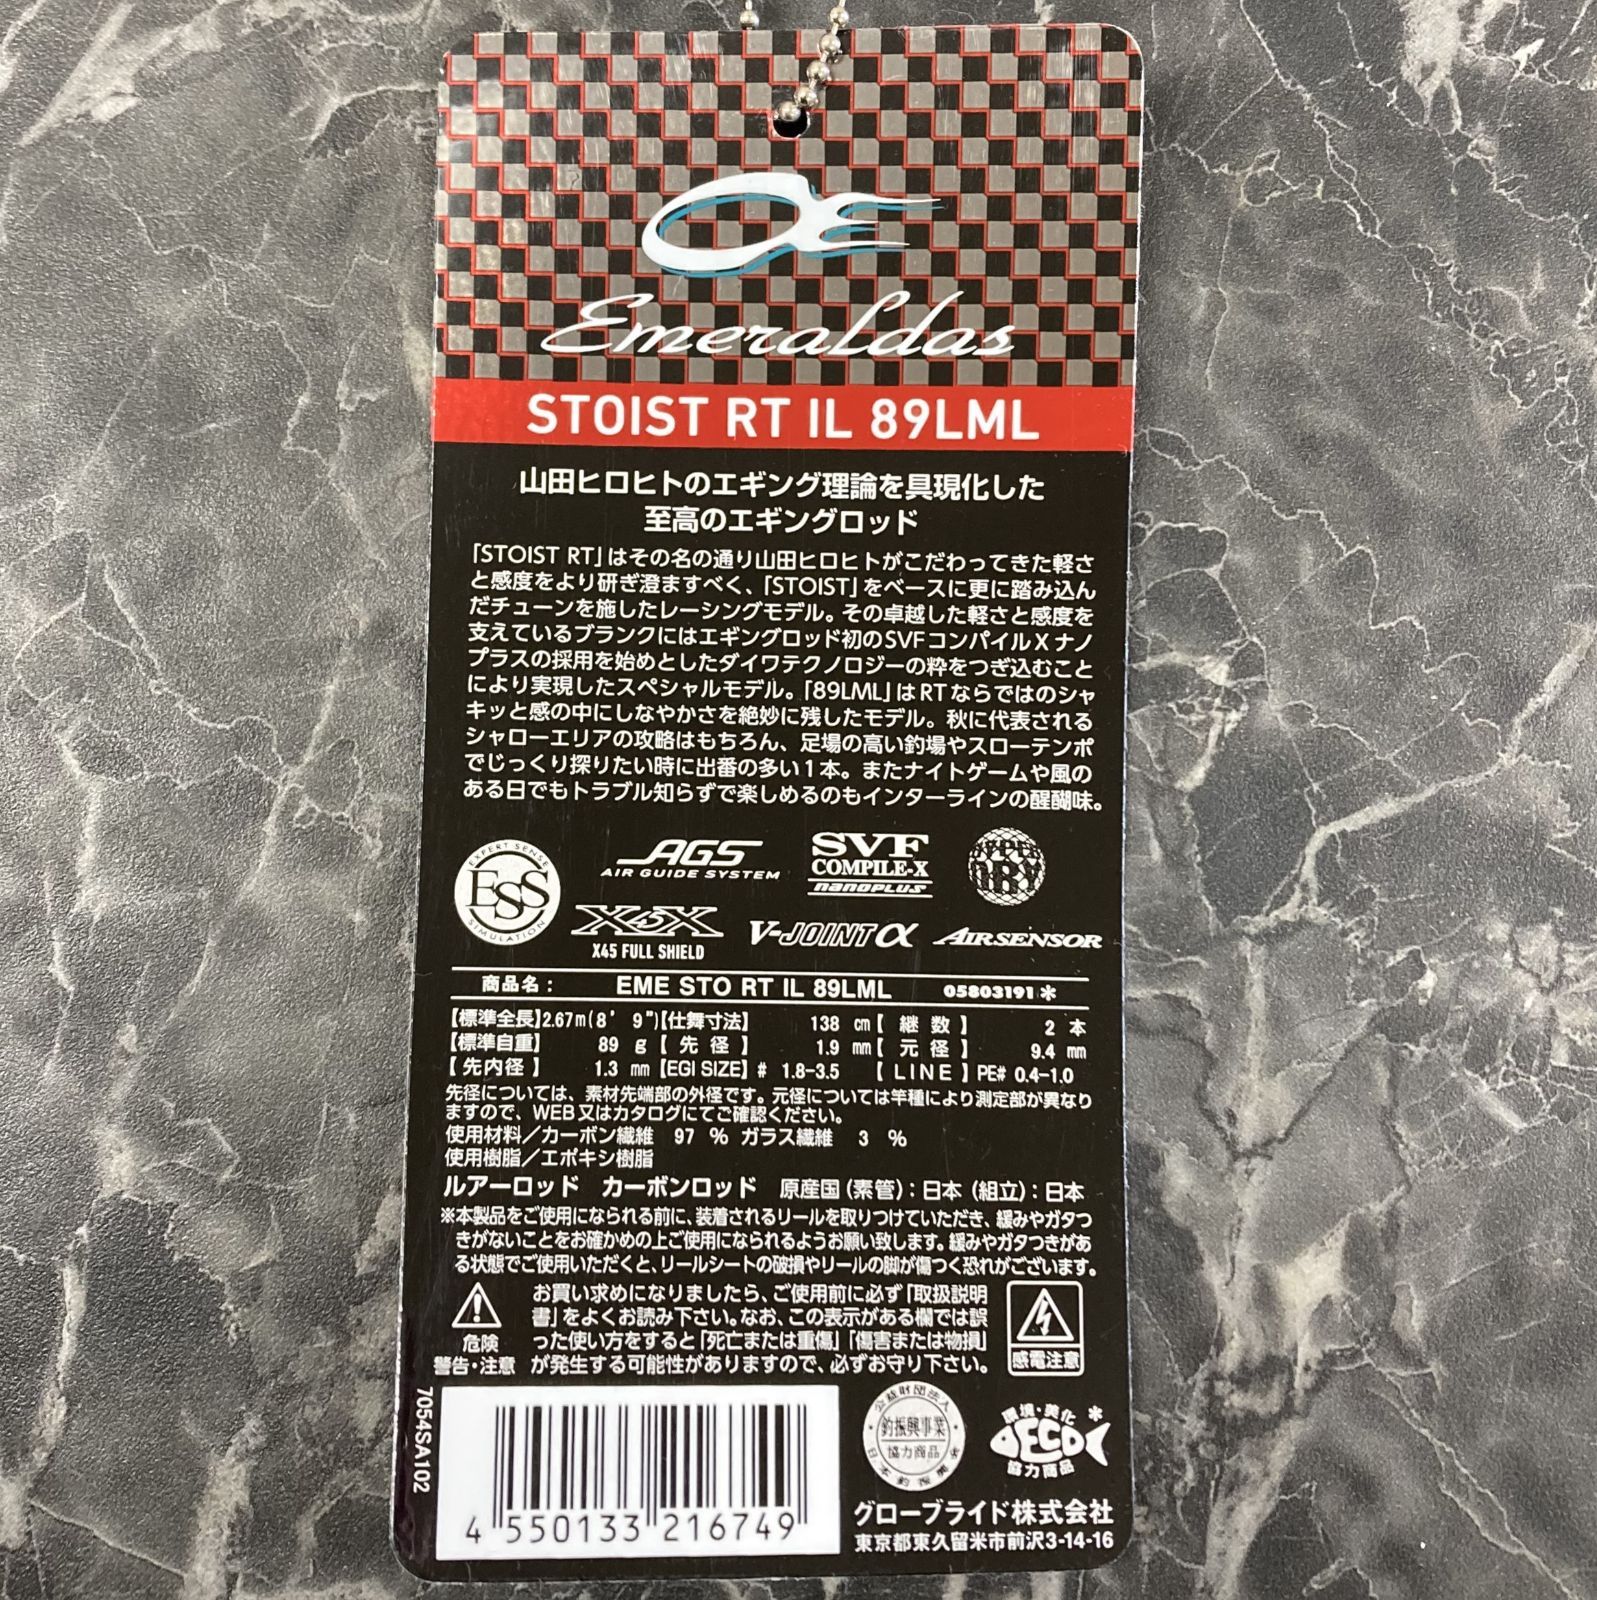 Emeraldas
STOIST RT IL 89LML
山田ヒロヒトのエギング理論を具現化した
至高のエギングロッド
「STOIST RT」はその名の通り山田ヒロヒトがこだわってきた軽さ
と感度をより研ぎ澄ますべく、「STOIST」をベースに更に踏み込ん
だチューンを施したレーシングモデル。その卓越した軽さと感度を
支えているブランクにはエギングロッド初のSVFコンパイルXナノ
プラスの採用を始めとしたダイワテクノロジーの粋をつぎ込むこと
により実現したスペシャルモデル。「89LML」はRTならではのシャ
キッと感の中にしなやかさを絶妙に残したモデル。秋に代表される
シャローエリアの攻略はもちろん、足場の高い釣場やスローテンポ
でじっくり探りたい時に出番の多い1本。またナイトゲームや風の
ある日でもトラブル知らずで楽しめるのもインターラインの醍醐味。
EXPERT SENSE
ESS
SIMULATION
AGS
AIR GUIDE SYSTEM
SVF
COMPILE-X
nanoplus
X45X
X45 FULL SHIELD
V-JOINT α
AIRSENSOR
商品名： EME STO RT IL 89LML 05803191＊
【標準全長】2.67m(8' 9")【仕舞寸法】 138 cm【 継 数 】 2 本
【標準自重】 89 g【 先 径 】 1.9 mm【 元 径 】 9.4 mm
【 先内径 】 1.3 mm【EGI SIZE】# 1.8-3.5 【 LINE 】PE# 0.4-1.0
先径については、素材先端部の外径です。元径については竿種により測定部が異なり
ますので、WEB又はカタログにてご確認ください。
使用材料／カーボン繊維 97 % ガラス繊維 3 %
使用樹脂／エポキシ樹脂
ルアーロッド カーボンロッド 原産国（素管）：日本（組立）：日本
※本製品をご使用になられる前に、装着されるリールを取りつけていただき、緩みやガタつ
きがないことをお確かめの上ご使用になられるようお願い致します。緩みやガタつきがあ
る状態でご使用いただくと、リールシートの破損やリールの脚が傷つく恐れがございます。
危険
警告・注意
お買い求めになりましたら、ご使用前に必ず「取扱説明
書」をよくお読み下さい。なお、この表示がある欄では誤
った使い方をすると「死亡または重傷」「傷害または物損」
が発生する可能性がありますので、必ずお守り下さい。
感電注意
7054SA102
4 550133 216749
公益財団法人
釣振興事業
協力商品
環境・美化
ECO
協力商品
グローブライド株式会社
東京都東久留米市前沢3-14-16